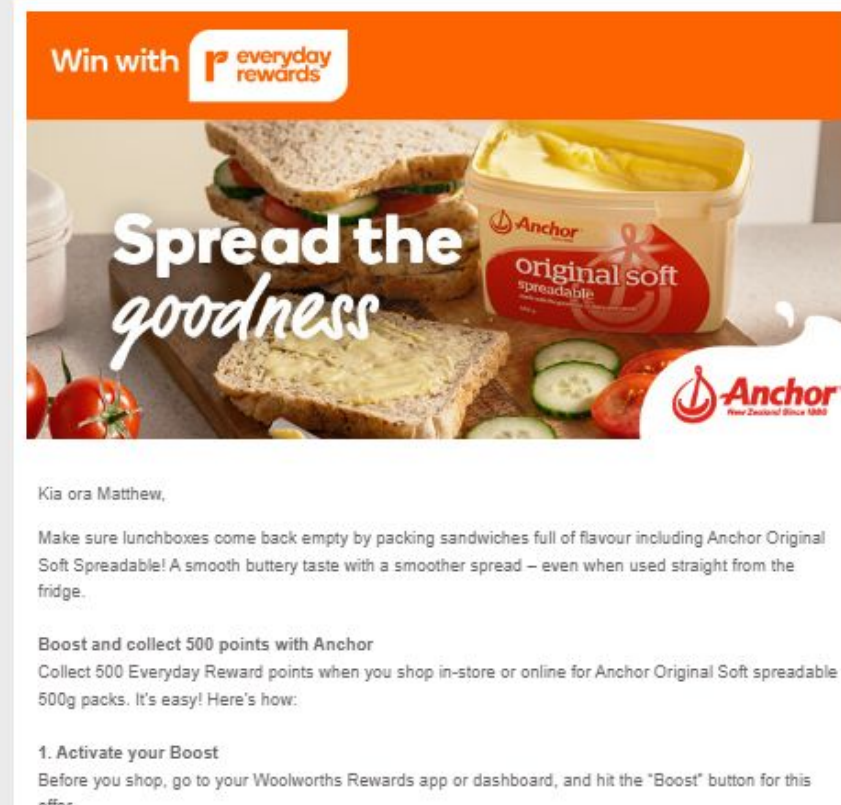 Win with r everyday
rewards
Spread the
goodness
Anchor
original soft
spreadable
Anchor
New Zealand Since 1886
Kia ora Matthew,
Make sure lunchboxes come back empty by packing sandwiches full of flavour including Anchor Original
Soft Spreadable! A smooth buttery taste with a smoother spread – even when used straight from the
fridge.
Boost and collect 500 points with Anchor
Collect 500 Everyday Reward points when you shop in-store or online for Anchor Original Soft spreadable
500g packs. It's easy! Here's how:
1. Activate your Boost
Before you shop, go to your Woolworths Rewards app or dashboard, and hit the "Boost" button for this